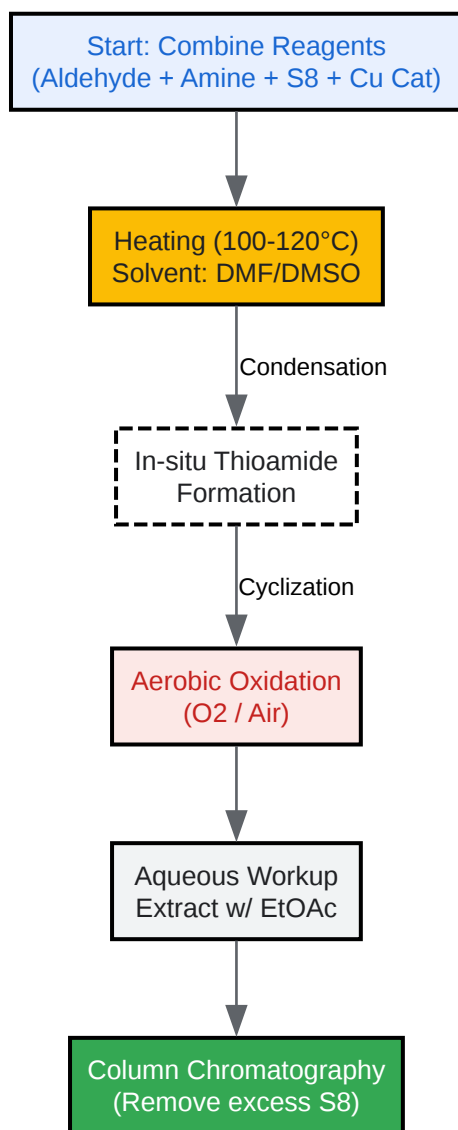 Start: Combine Reagents
(Aldehyde + Amine + S8 + Cu Cat)
Heating (100-120°C)
Solvent: DMF/DMSO
Condensation
In-situ Thioamide
Formation
Cyclization
Aerobic Oxidation
(O2 / Air)
Aqueous Workup
Extract w/ EtOAc
Column Chromatography
(Remove excess S8)